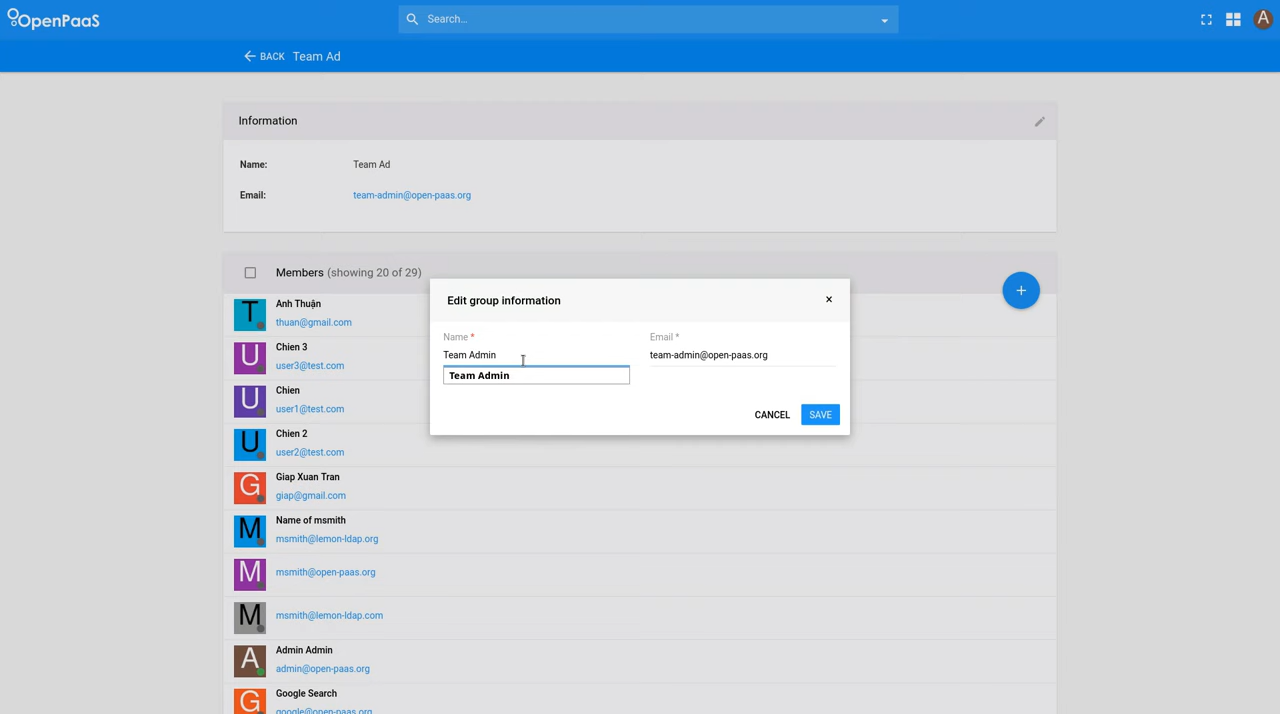 OpenPaaS
Search...
A
BACK Team Ad
Information
Name: Team Ad
Email: team-admin@open-paas.org
Members (showing 20 of 29)
+
Edit group information ×
Name * Email *
Team Admin team-admin@open-paas.org
Team Admin
CANCEL SAVE
T
Anh Thuận
thuan@gmail.com
U
Chien 3
user3@test.com
U
Chien
user1@test.com
U
Chien 2
user2@test.com
G
Giap Xuan Tran
giap@gmail.com
M
Name of msmith
msmith@lemon-ldap.org
M
msmith@open-paas.org
M
msmith@lemon-ldap.com
A
Admin Admin
admin@open-paas.org
G
Google Search
google@open-paas.org